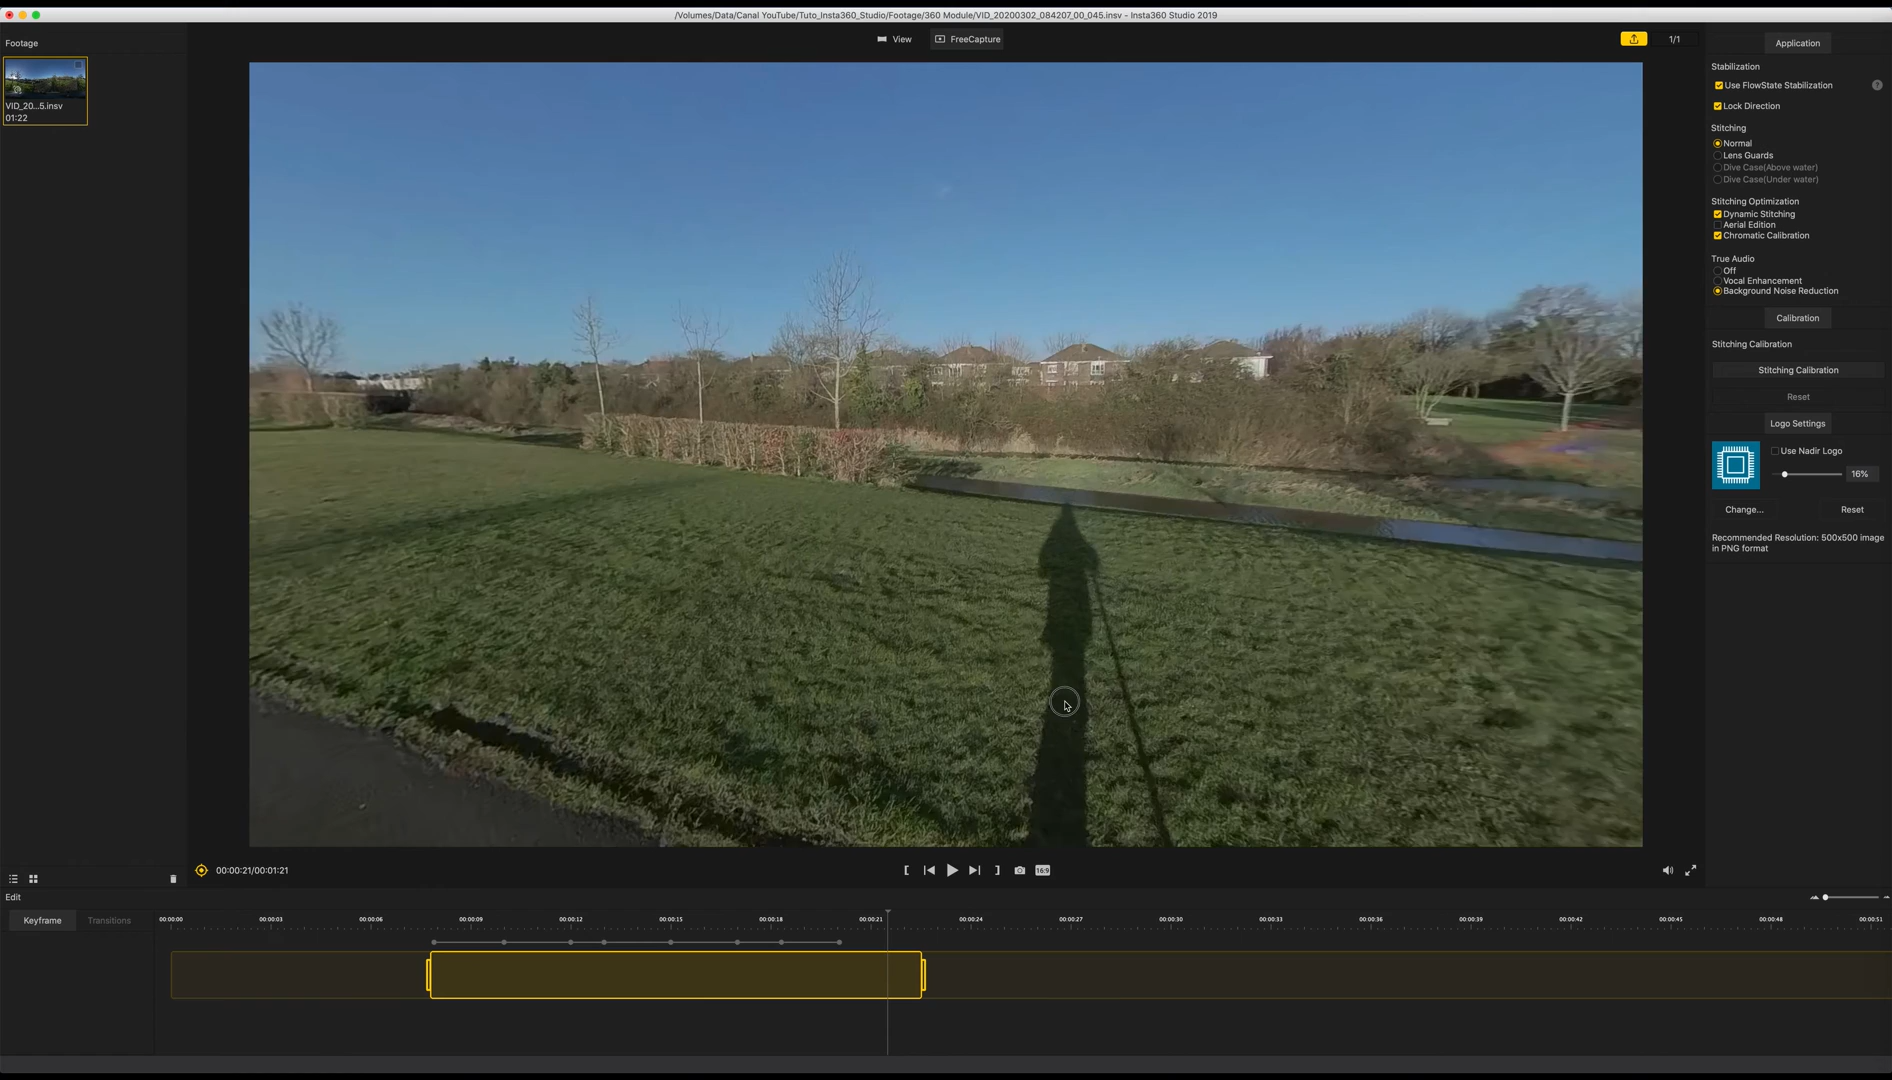 /Volumes/Data/Canal YouTube/Tuto_Insta360_Studio/Footage/360 Module/VID_20200302_084207_00_045.insv - Insta360 Studio 2019
Footage
View
FreeCapture
1/1
Application
VID_20...5.insv
01:22
Stabilization
Use FlowState Stabilization
?
Lock Direction
Stitching
Normal
Lens Guards
Dive Case(Above water)
Dive Case(Under water)
Stitching Optimization
Dynamic Stitching
Aerial Edition
Chromatic Calibration
True Audio
Off
Vocal Enhancement
Background Noise Reduction
Calibration
Stitching Calibration
Stitching Calibration
Reset
Logo Settings
Use Nadir Logo
16%
Change...
Reset
Recommended Resolution: 500x500 image
in PNG format
00:00:21/00:01:21
16:9
Edit
Keyframe
Transitions
00:00:00
00:00:03
00:00:06
00:00:09
00:00:12
00:00:15
00:00:18
00:00:21
00:00:24
00:00:27
00:00:30
00:00:33
00:00:36
00:00:39
00:00:42
00:00:45
00:00:48
00:00:51